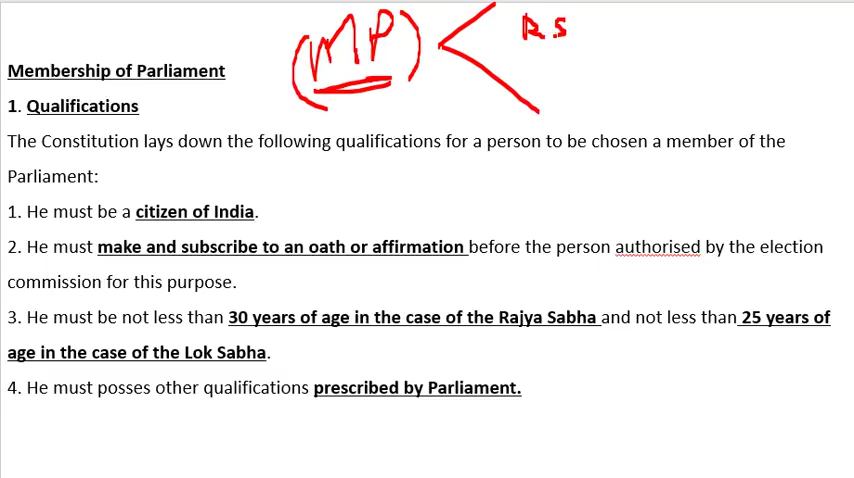 (MP) < RS
Membership of Parliament
1. Qualifications
The Constitution lays down the following qualifications for a person to be chosen a member of the
Parliament:
1. He must be a citizen of India.
2. He must make and subscribe to an oath or affirmation before the person authorised by the election
commission for this purpose.
3. He must be not less than 30 years of age in the case of the Rajya Sabha and not less than 25 years of
age in the case of the Lok Sabha.
4. He must posses other qualifications prescribed by Parliament.